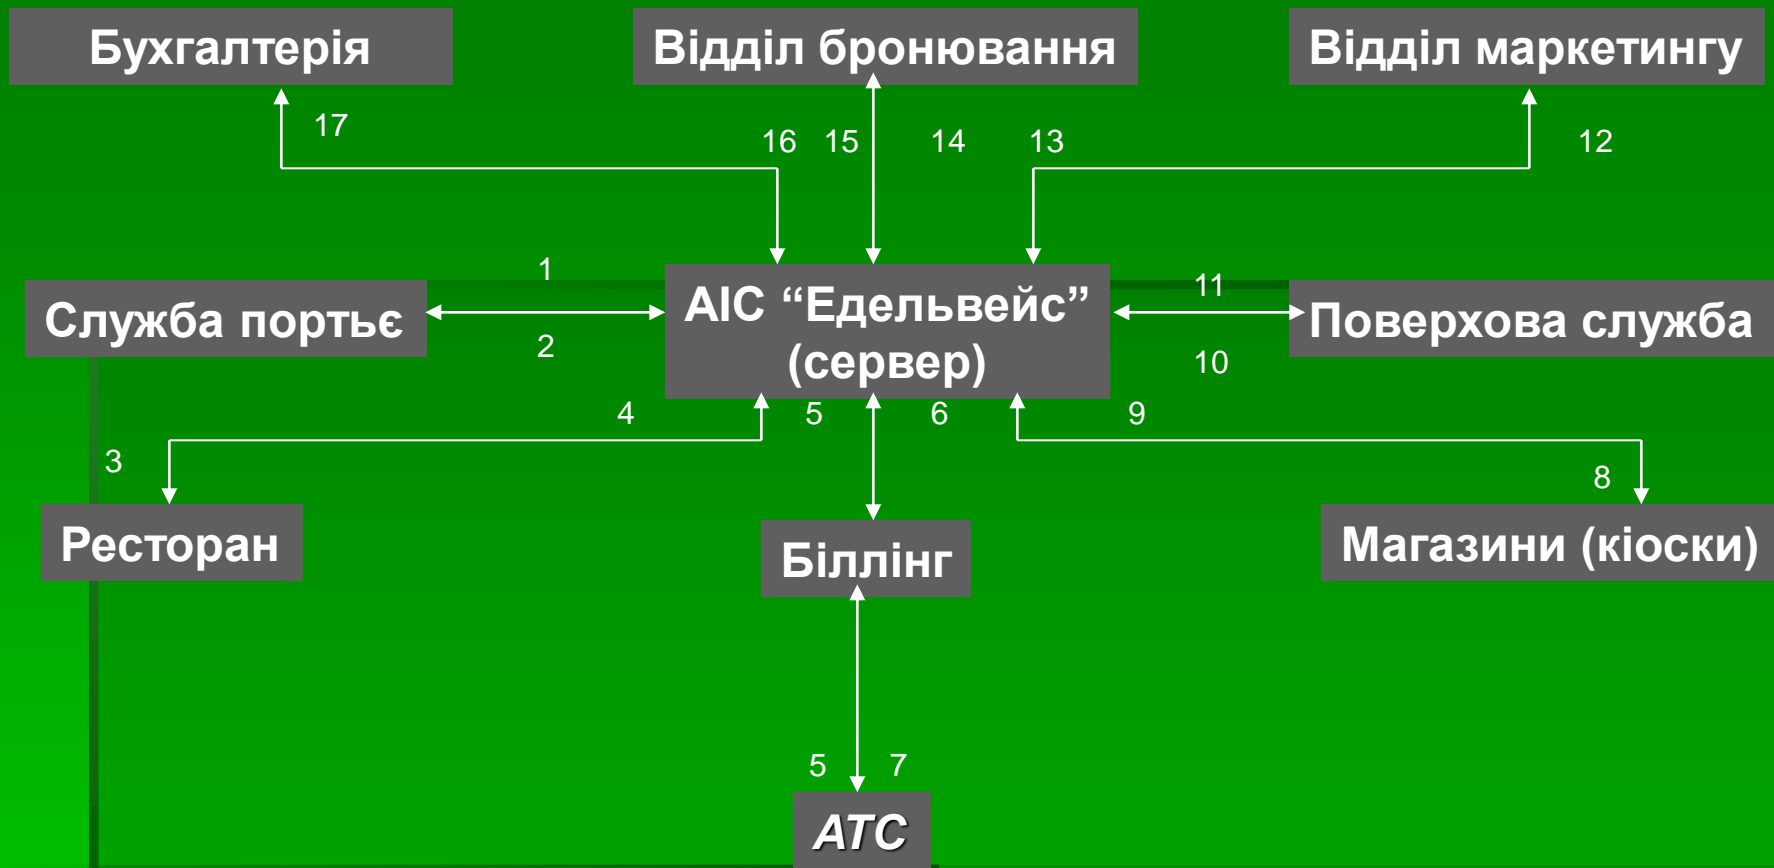 Бухгалтерія
Відділ бронювання
Відділ маркетингу
17
16
15
14
13
12
1
11
Служба портьє
АІС “Едельвейс”
(сервер)
Поверхова служба
2
10
4
5
6
9
3
8
Ресторан
Біллінг
Магазини (кіоски)
5
7
АТС